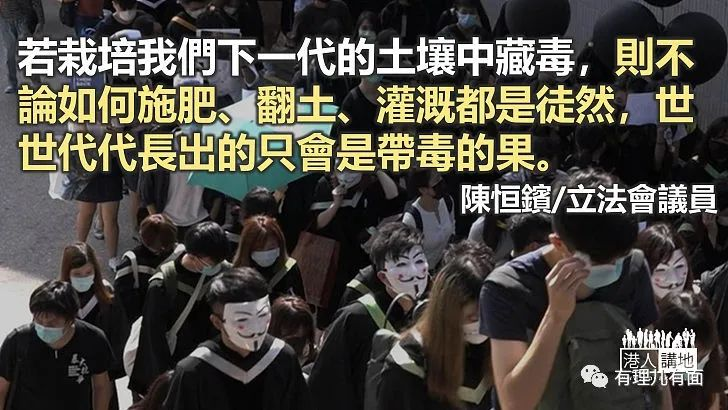 若栽培我們下一代的土壤中藏毒，則不
論如何施肥、翻土、灌溉都是徒然，世
世代代長出的只會是帶毒的果。
陳恒鑌/立法會議員
港人講地
有理儿有面